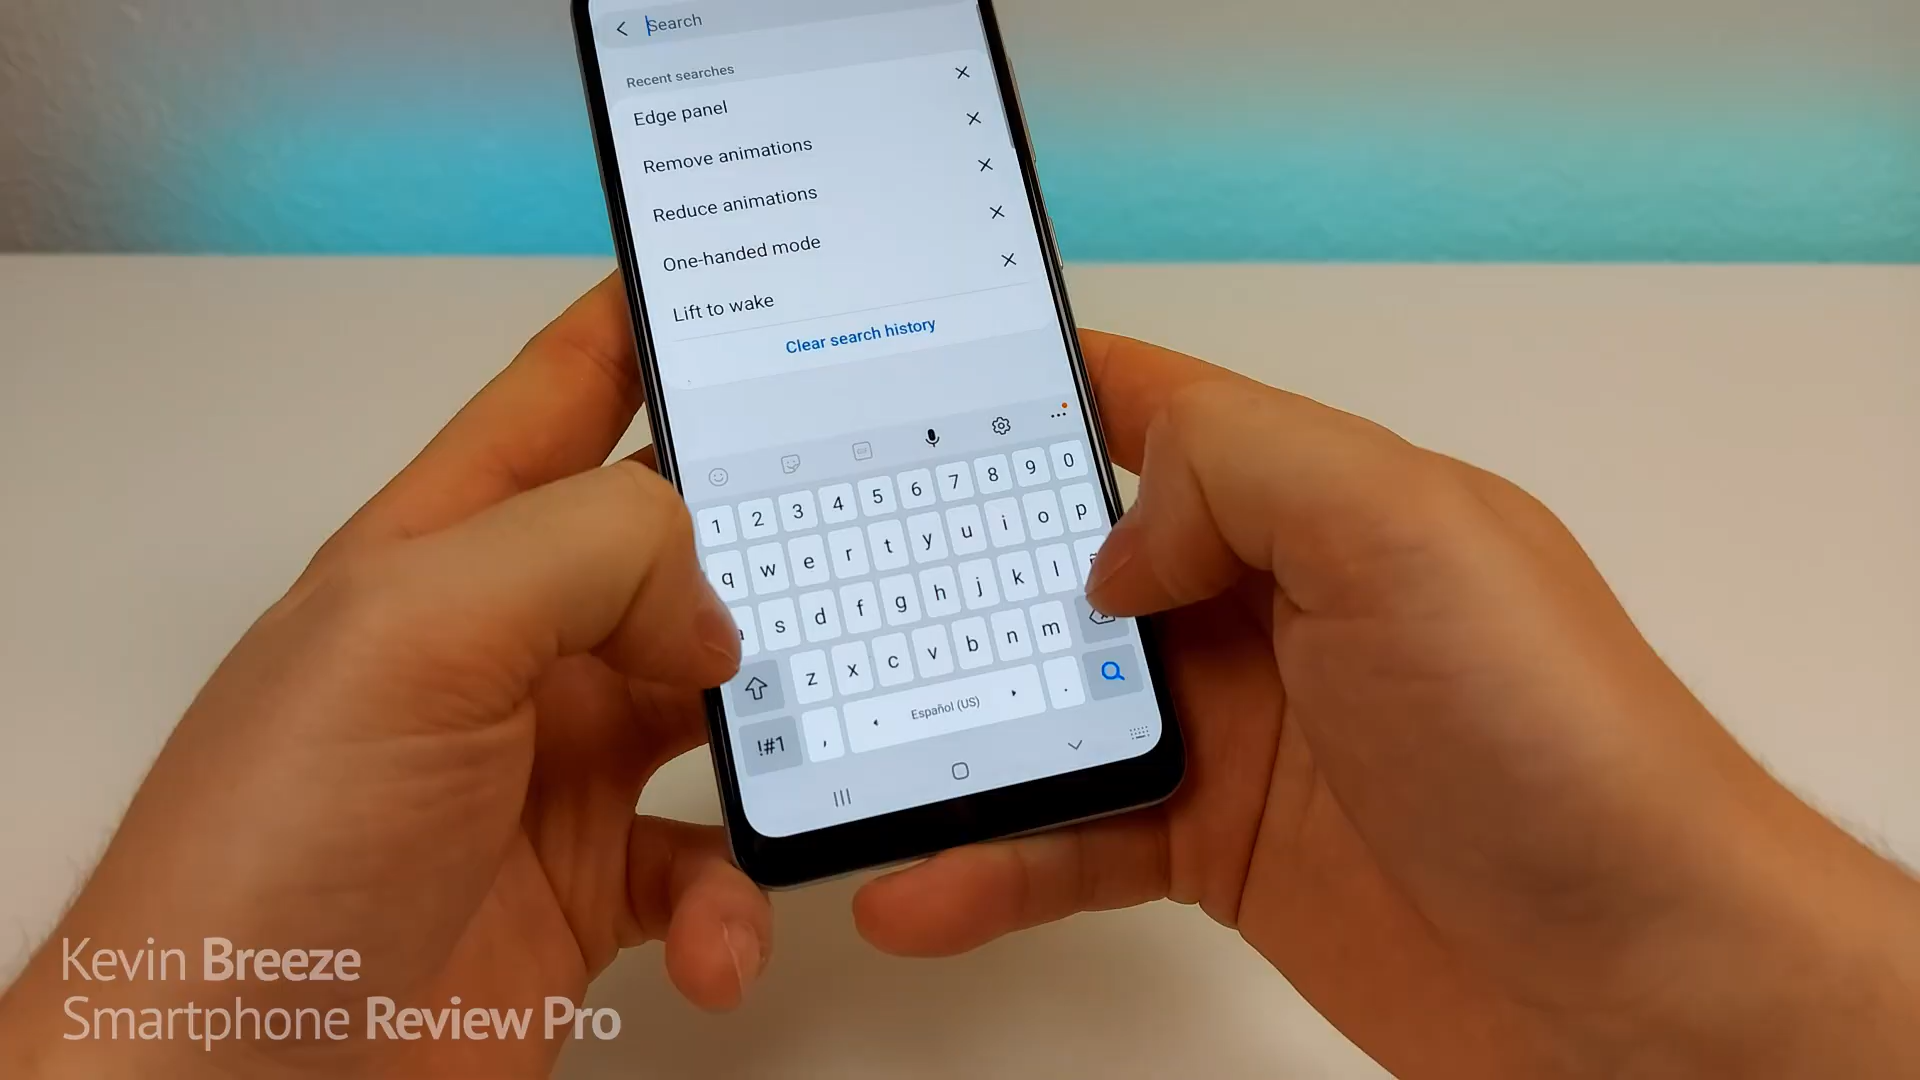 Search
Recent searches
Edge panel
Remove animations
Reduce animations
One-handed mode
Lift to wake
Clear search history
GIF
1 2 3 4 5 6 7 8 9 0
q w e r t y u i o p
s d f g h j k l
z x c v b n m
!#1 , Español (US) .
Kevin Breeze
Smartphone Review Pro